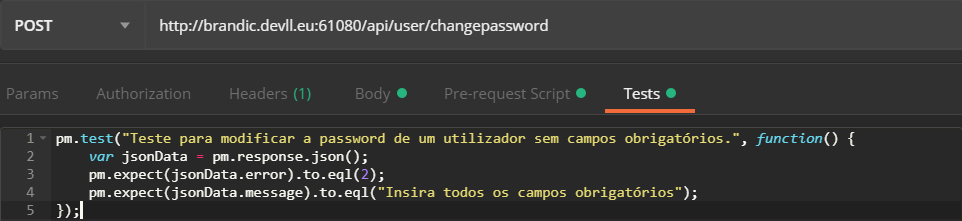 POST http://brandic.devll.eu:61080/api/user/changepassword
Params Authorization Headers (1) Body Pre-request Script Tests
1 pm.test("Teste para modificar a password de um utilizador sem campos obrigatórios.", function() {
2 var jsonData = pm.response.json();
3 pm.expect(jsonData.error).to.eql(2);
4 pm.expect(jsonData.message).to.eql("Insira todos os campos obrigatórios");
5 });